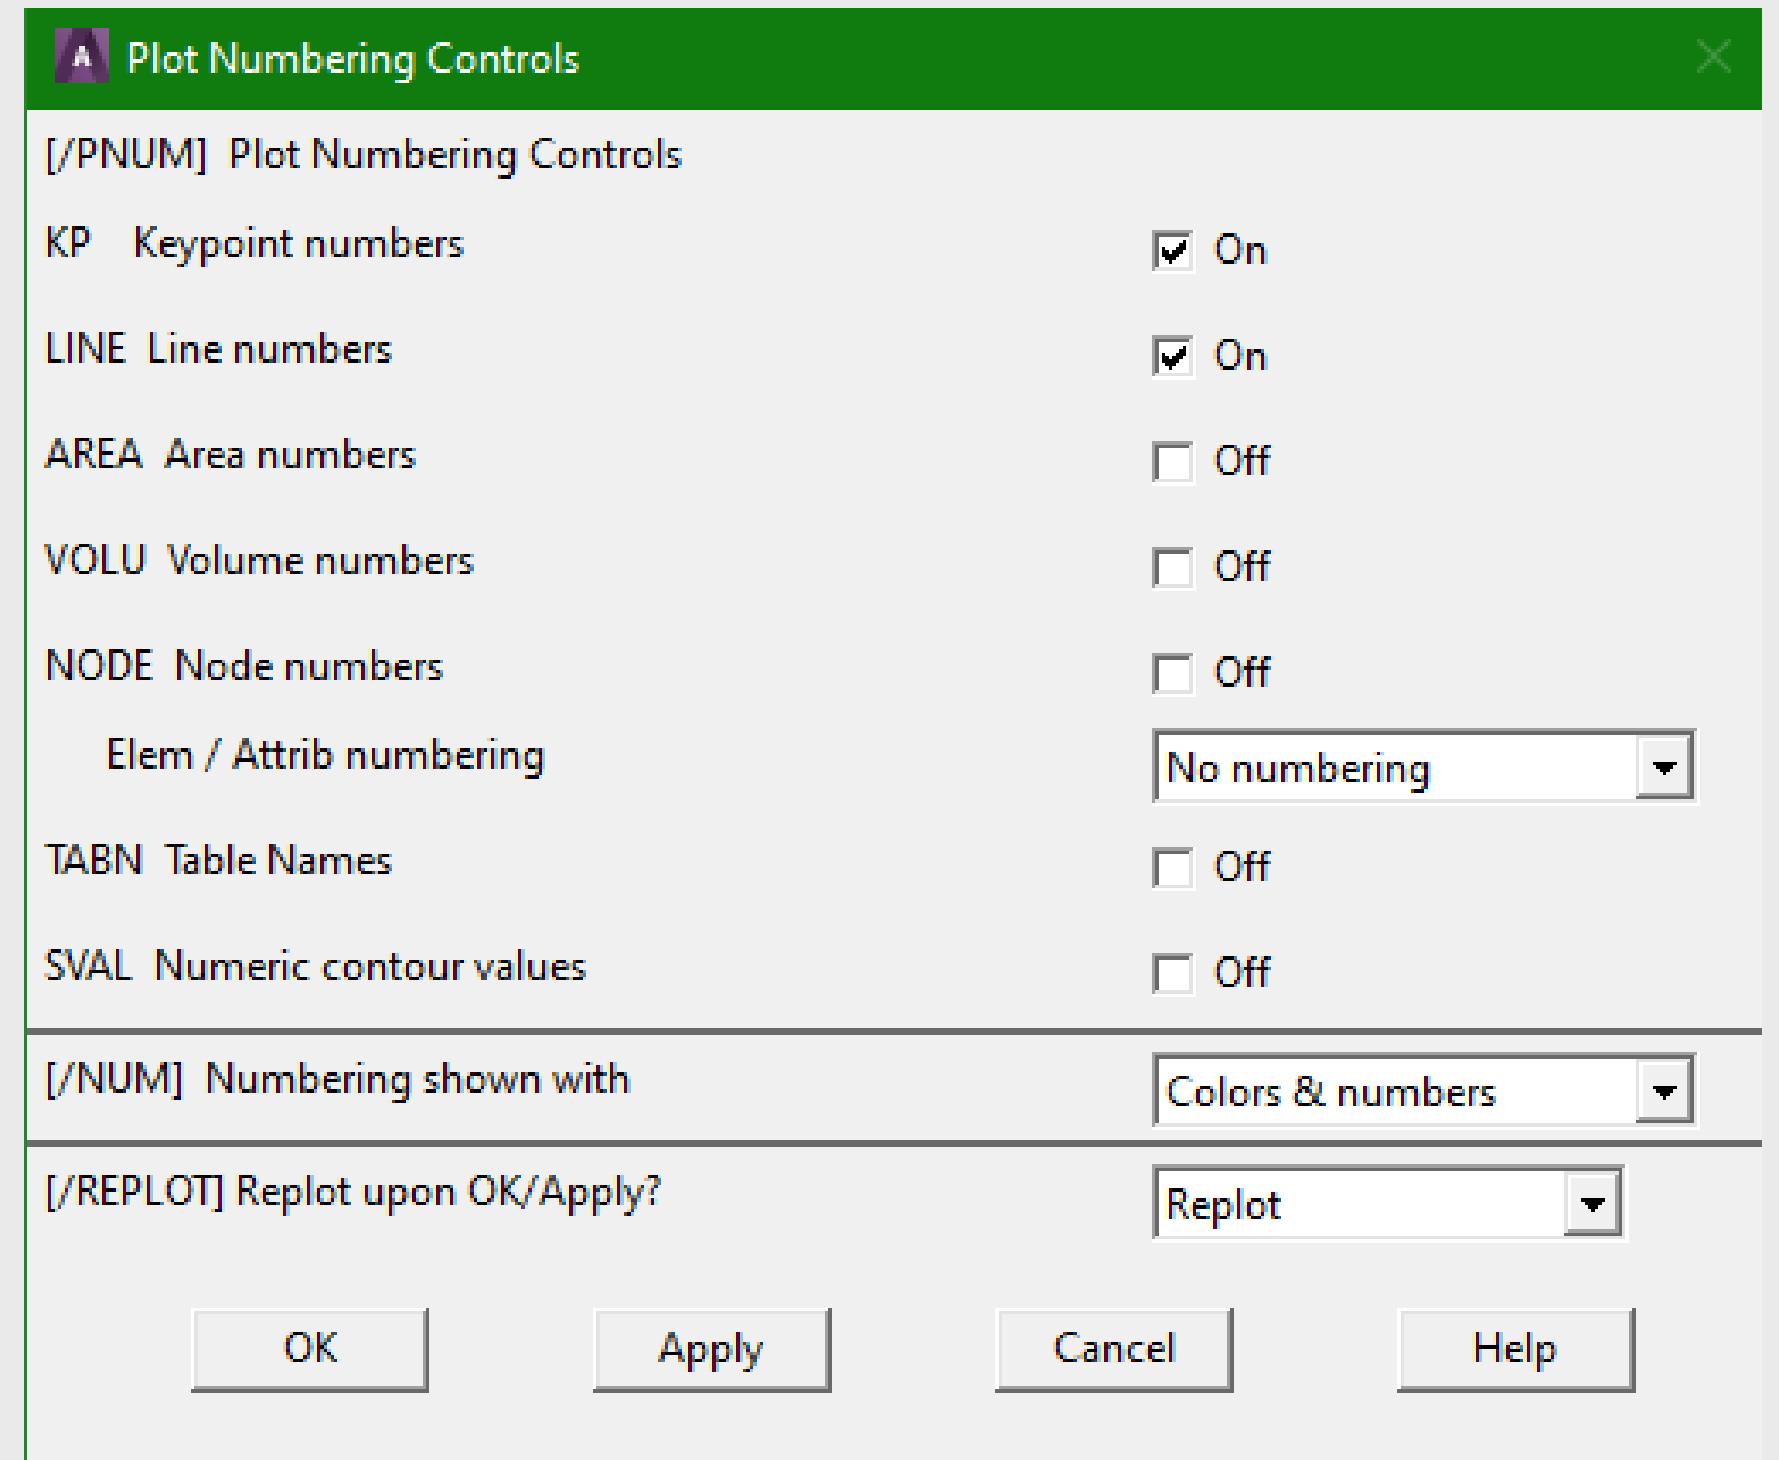 A Plot Numbering Controls
[/PNUM] Plot Numbering Controls
KP Keypoint numbers On
LINE Line numbers On
AREA Area numbers Off
VOLU Volume numbers Off
NODE Node numbers Off
Elem / Attrib numbering No numbering
TABN Table Names Off
SVAL Numeric contour values Off
[/NUM] Numbering shown with Colors & numbers
[/REPLOT] Replot upon OK/Apply? Replot
OK Apply Cancel Help